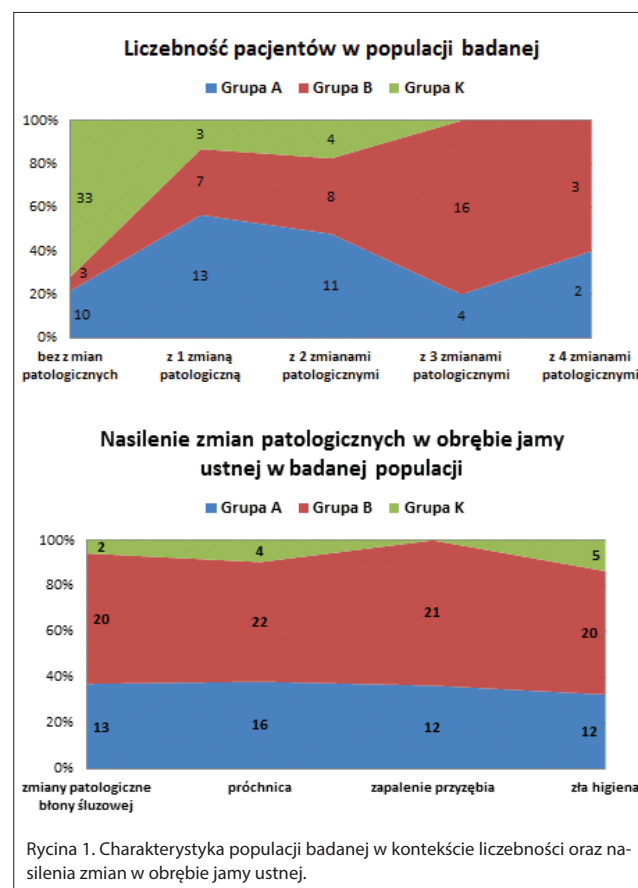 Liczebność pacjentów w populacji badanej
Grupa A Grupa B Grupa K
100%
80%
60%
40%
20%
0%
33
3
10
3
7
13
4
8
11
16
4
3
2
bez zmian patologicznych
z 1 zmianą patologiczną
z 2 zmianami patologicznymi
z 3 zmianami patologicznymi
z 4 zmianami patologicznymi
Nasilenie zmian patologicznych w obrębie jamy
ustnej w badanej populacji
Grupa A Grupa B Grupa K
100%
80%
60%
40%
20%
0%
2
20
13
4
22
16
21
12
5
20
12
zmiany patologiczne błony śluzowej
próchnica
zapalenie przyzębia
zła higiena
Rycina 1. Charakterystyka populacji badanej w kontekście liczebności oraz na-
silenia zmian w obrębie jamy ustnej.